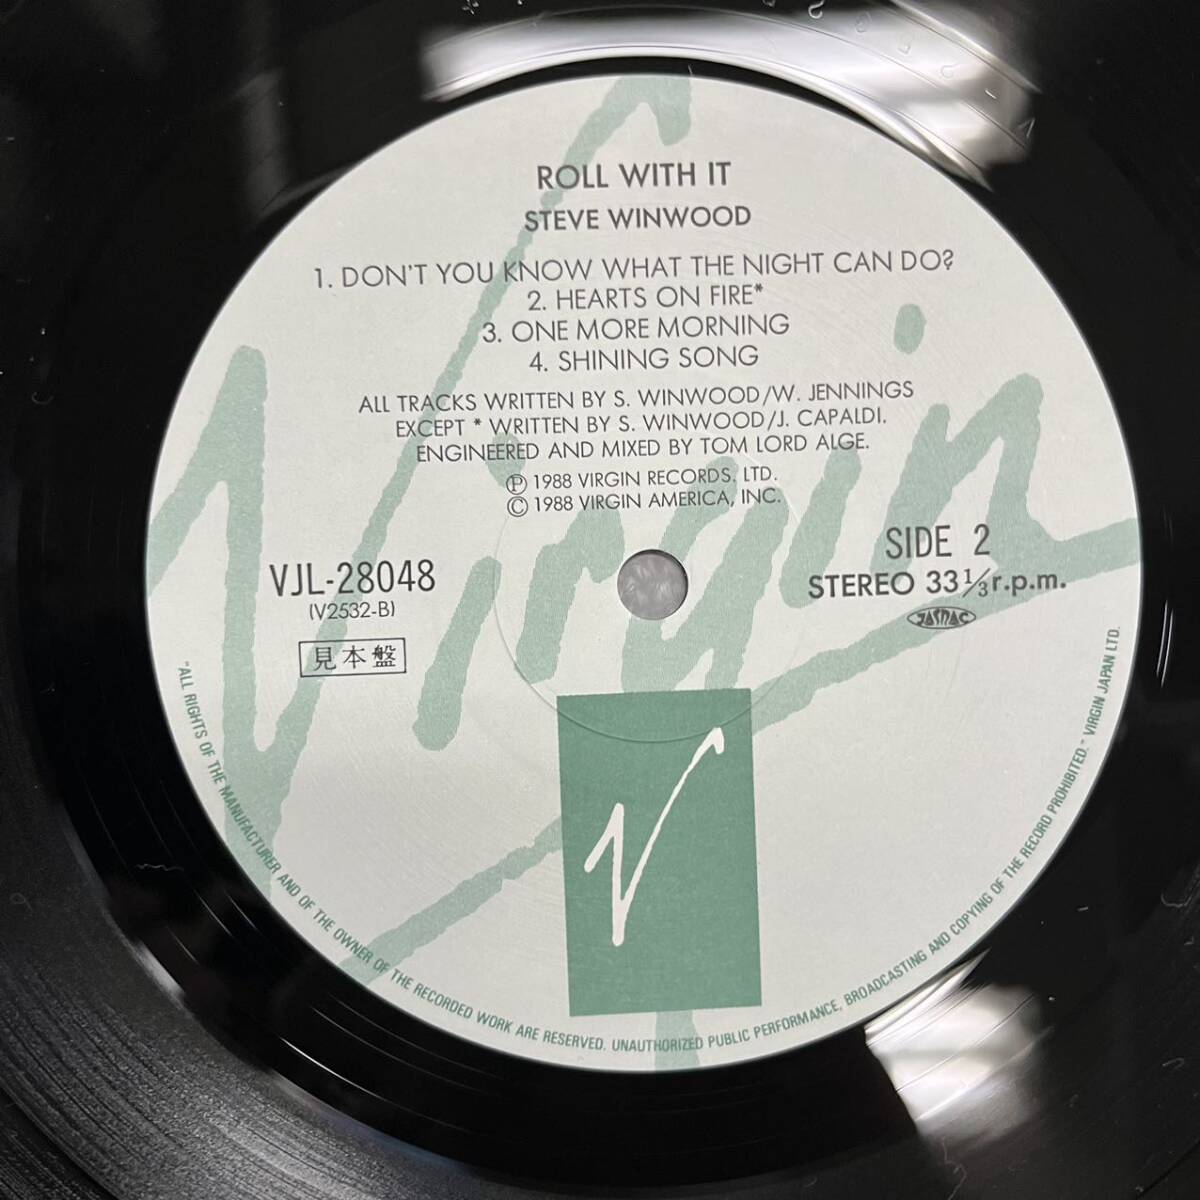 ROLL WITH IT
STEVE WINWOOD
1. DON'T YOU KNOW WHAT THE NIGHT CAN DO?
2. HEARTS ON FIRE*
3. ONE MORE MORNING
4. SHINING SONG
ALL TRACKS WRITTEN BY S. WINWOOD/W. JENNINGS
EXCEPT * WRITTEN BY S. WINWOOD/J. CAPALDI.
ENGINEERED AND MIXED BY TOM LORD ALGE.
Ⓟ 1988 VIRGIN RECORDS, LTD.
© 1988 VIRGIN AMERICA, INC.
Virgin
VJL-28048
(V2532-B)
見本盤
SIDE 2
STEREO 33 1/3 r.p.m.
JASRAC
V
"ALL RIGHTS OF THE MANUFACTURER AND OF THE OWNER OF THE RECORDED WORK ARE RESERVED. UNAUTHORIZED PUBLIC PERFORMANCE, BROADCASTING AND COPYING OF THE RECORD PROHIBITED." VIRGIN JAPAN LTD.